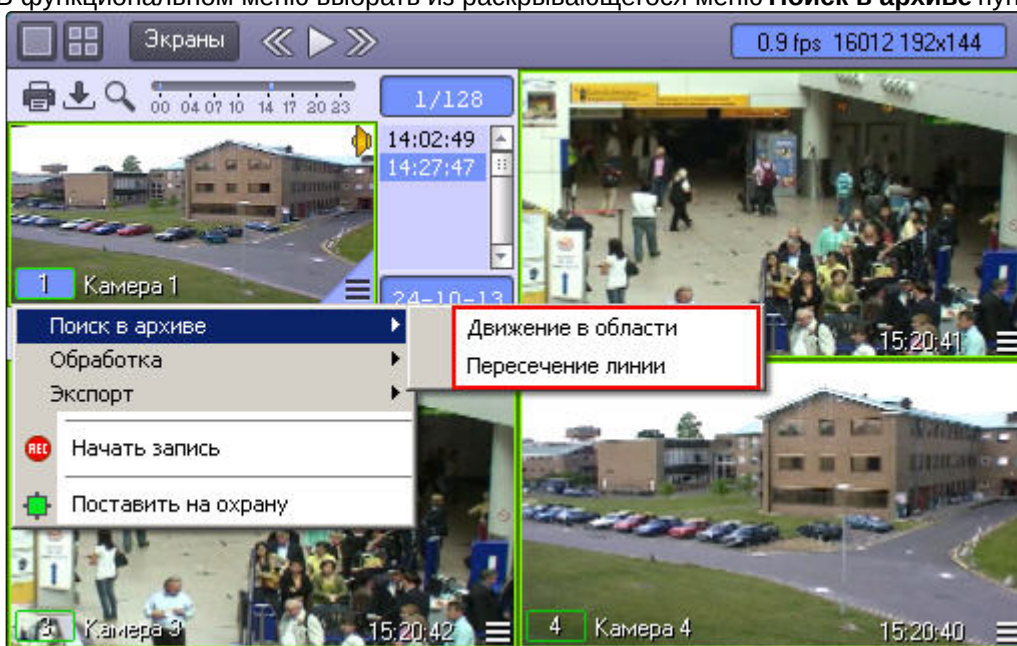 В функциональном меню выбрать из раскрывающегося меню Поиск в архиве пун
Экраны
0.9 fps 16012 192x144
00 04 07 10 14 17 20 23
1/128
14:02:49
14:27:47
1 Камера 1
24-10-13
Поиск в архиве
Движение в области
Обработка
Пересечение линии
Экспорт
REC Начать запись
Поставить на охрану
15:20:41
3 Камера 3
15:20:42
4 Камера 4
15:20:40